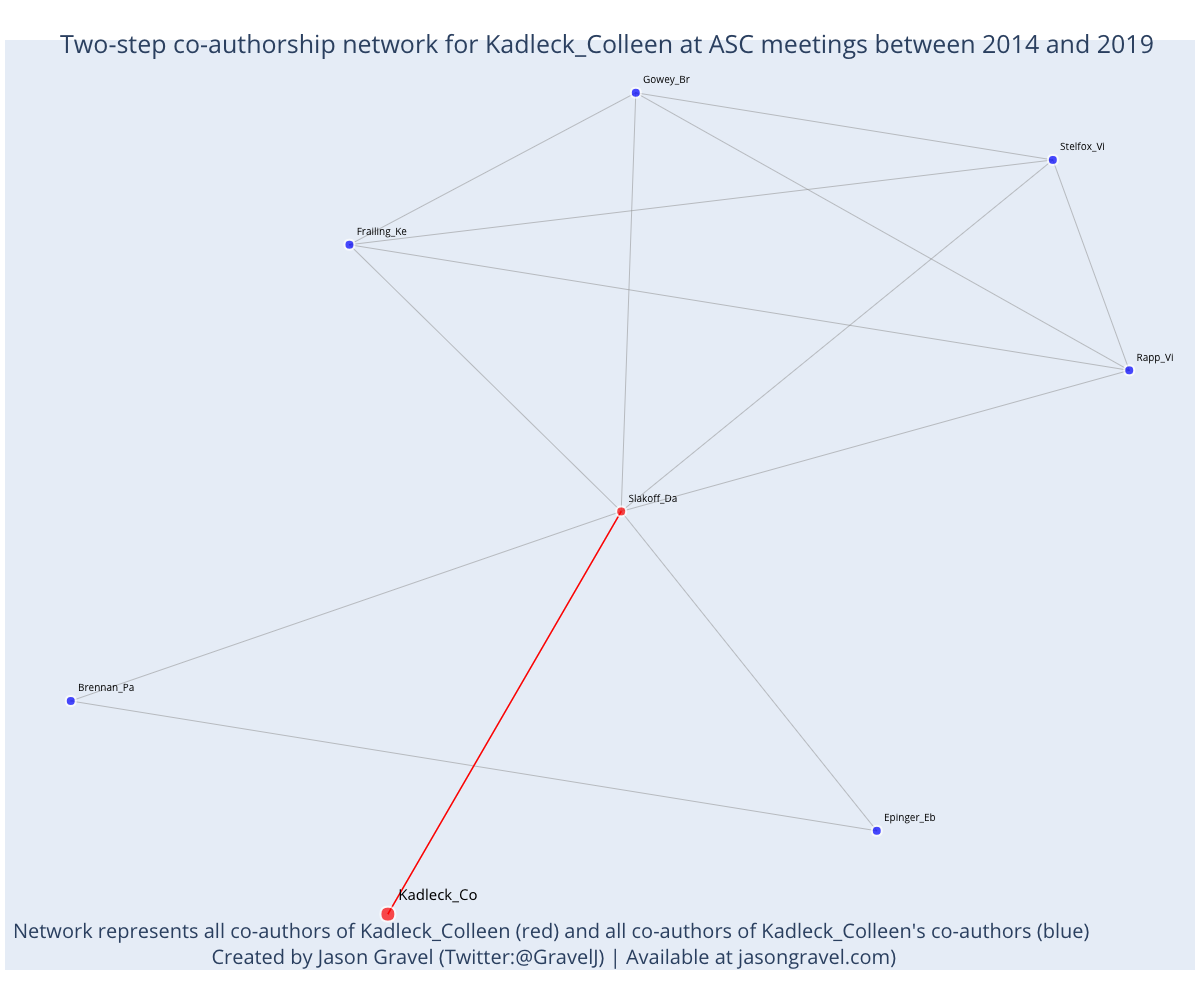 Two-step co-authorship network for Kadleck_Colleen at ASC meetings between 2014 and 2019
Gowey_Br
Stelfox_Vi
Frailing_Ke
Rapp_Vi
Slakoff_Da
Brennan_Pa
Epinger_Eb
Kadleck_Co
Network represents all co-authors of Kadleck_Colleen (red) and all co-authors of Kadleck_Colleen's co-authors (blue)
Created by Jason Gravel (Twitter:@GravelJ) | Available at jasongravel.com)